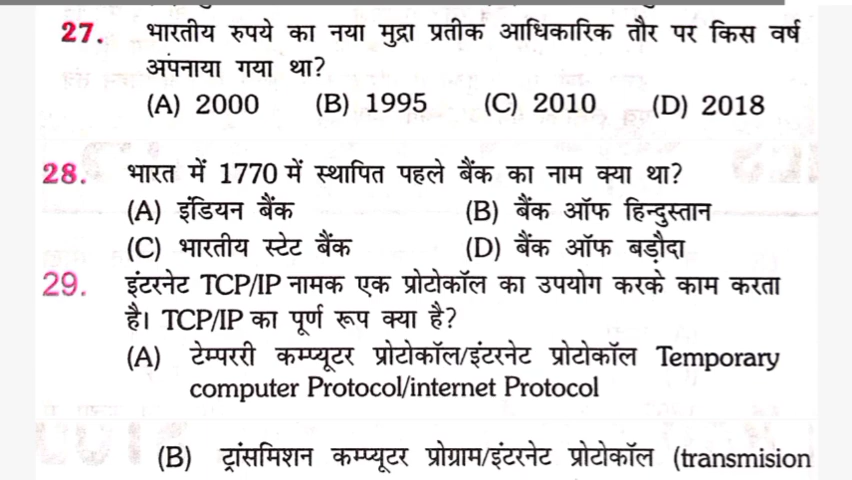 27. भारतीय रुपये का नया मुद्रा प्रतीक आधिकारिक तौर पर किस वर्ष
अपनाया गया था?
(A) 2000 (B) 1995 (C) 2010 (D) 2018
28. भारत में 1770 में स्थापित पहले बैंक का नाम क्या था?
(A) इंडियन बैंक (B) बैंक ऑफ हिन्दुस्तान
(C) भारतीय स्टेट बैंक (D) बैंक ऑफ बड़ौदा
29. इंटरनेट TCP/IP नामक एक प्रोटोकॉल का उपयोग करके काम करता
है। TCP/IP का पूर्ण रूप क्या है?
(A) टेम्पररी कम्प्यूटर प्रोटोकॉल/इंटरनेट प्रोटोकॉल Temporary
computer Protocol/internet Protocol
(B) ट्रांसमिशन कम्प्यूटर प्रोग्राम/इंटरनेट प्रोटोकॉल (transmision